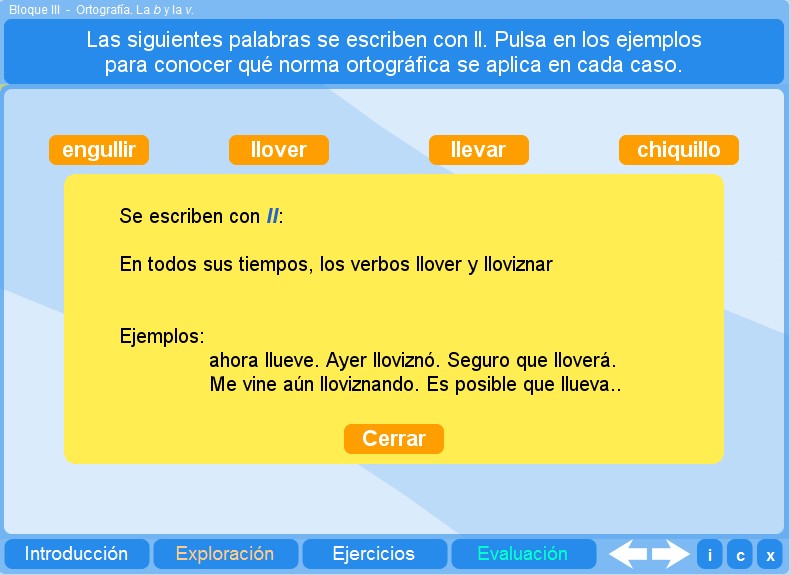 Bloque III - Ortografía. La b y la v.
Las siguientes palabras se escriben con ll. Pulsa en los ejemplos
para conocer qué norma ortográfica se aplica en cada caso.
engullir llover llevar chiquillo
Se escriben con ll:
En todos sus tiempos, los verbos llover y lloviznar
Ejemplos:
ahora llueve. Ayer lloviznó. Seguro que lloverá.
Me vine aún lloviznando. Es posible que llueva..
Cerrar
Introducción Exploración Ejercicios Evaluación i c x